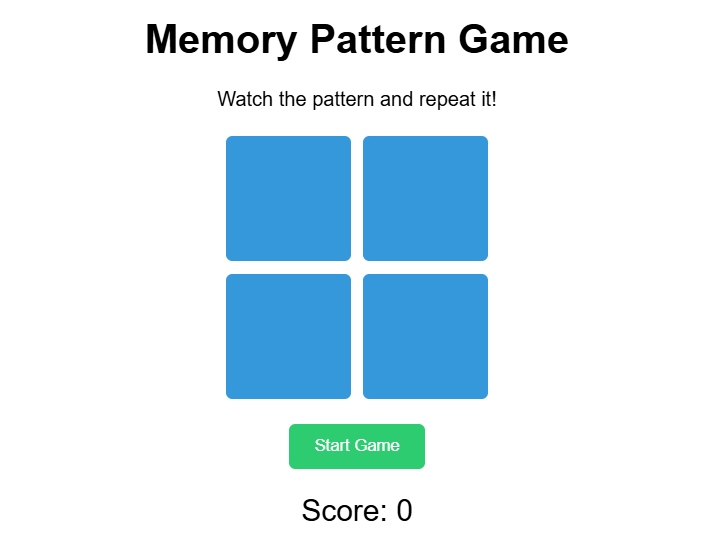 Memory Pattern Game
Watch the pattern and repeat it!
Start Game
Score: 0